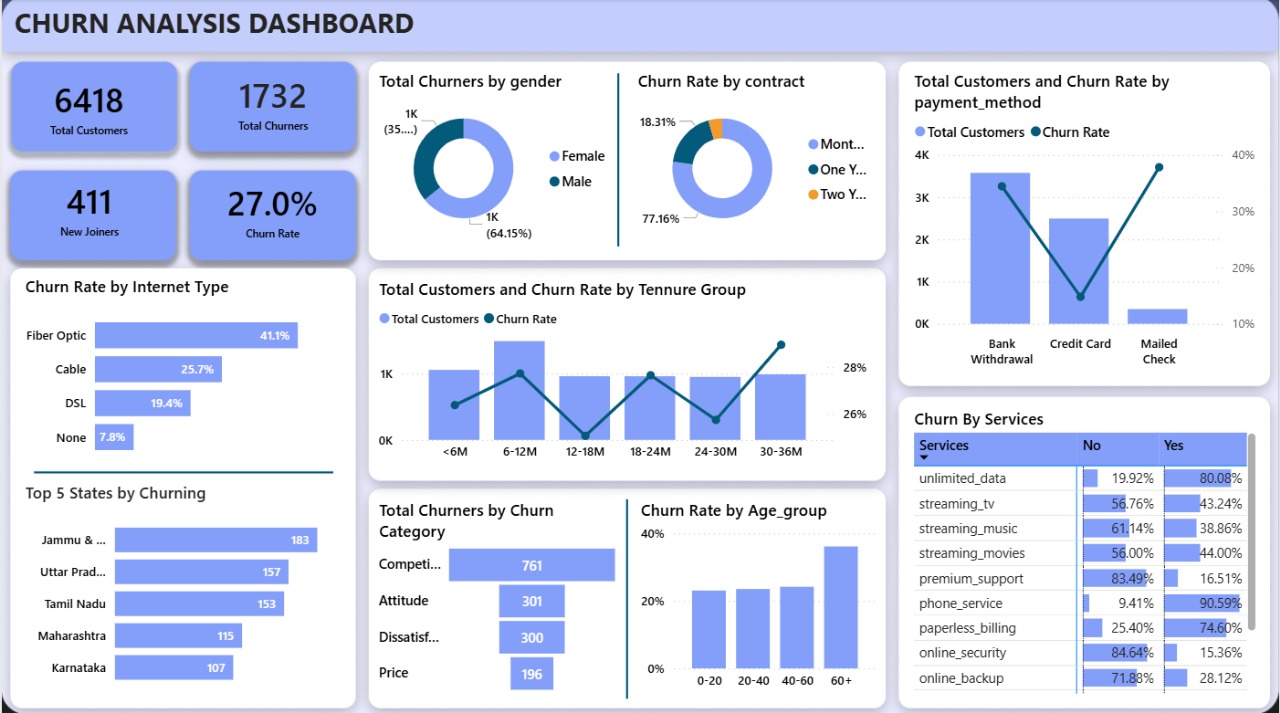 CHURN ANALYSIS DASHBOARD
6418
Total Customers
1732
Total Churners
411
New Joiners
27.0%
Churn Rate
Churn Rate by Internet Type
Fiber Optic 41.1%
Cable 25.7%
DSL 19.4%
None 7.8%
Top 5 States by Churning
Jammu & ... 183
Uttar Prad... 157
Tamil Nadu 153
Maharashtra 115
Karnataka 107
Total Churners by gender
1K
(35....)
1K
(64.15%)
Female
Male
Churn Rate by contract
18.31%
77.16%
Mont...
One Y...
Two Y...
Total Customers and Churn Rate by Tennure Group
Total Customers Churn Rate
1K
0K
28%
26%
<6M 6-12M 12-18M 18-24M 24-30M 30-36M
Total Churners by Churn
Category
Competi... 761
Attitude 301
Dissatisf... 300
Price 196
Churn Rate by Age_group
40%
20%
0%
0-20 20-40 40-60 60+
Total Customers and Churn Rate by
payment_method
Total Customers Churn Rate
4K 40%
3K 30%
2K
1K 20%
0K 10%
Bank
Withdrawal
Credit Card
Mailed
Check
Churn By Services
Services No Yes
unlimited_data 19.92% 80.08%
streaming_tv 56.76% 43.24%
streaming_music 61.14% 38.86%
streaming_movies 56.00% 44.00%
premium_support 83.49% 16.51%
phone_service 9.41% 90.59%
paperless_billing 25.40% 74.60%
online_security 84.64% 15.36%
online_backup 71.88% 28.12%